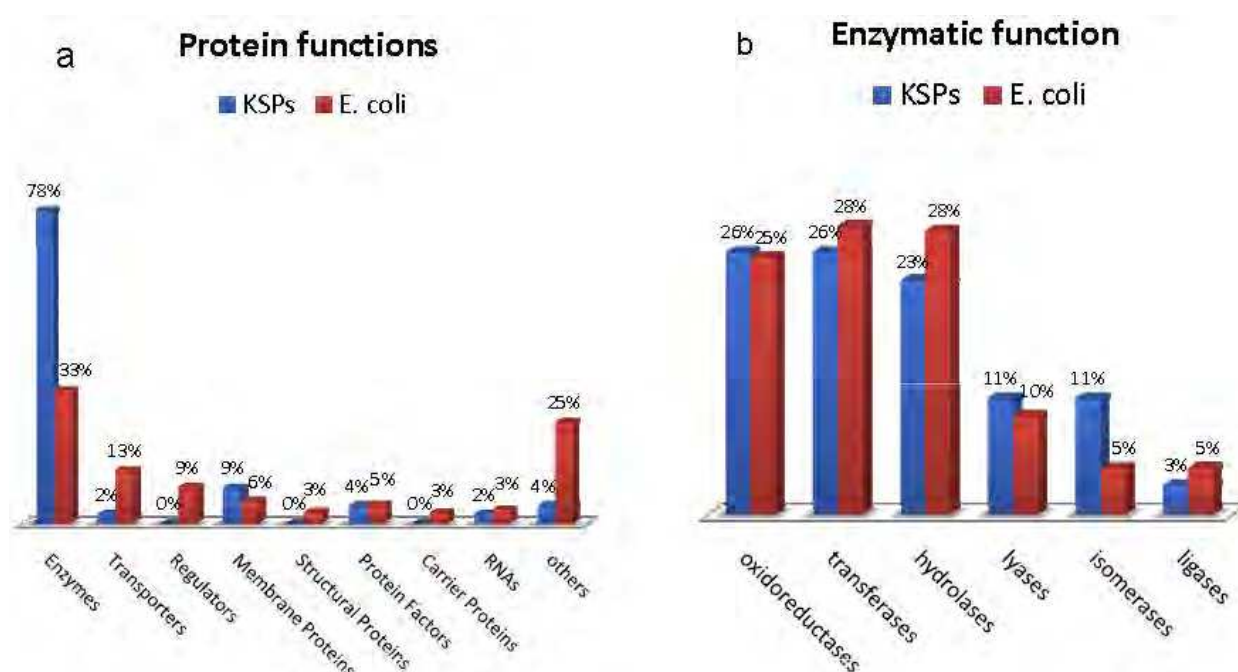 a
Protein functions
KSPs E. coli
78%
33%
2%
13%
0%
9%
9%
6%
0%
3%
4%
5%
0%
3%
2%
3%
4%
25%
Enzymes
Transporters
Regulators
Membrane Proteins
Structural Proteins
Protein Factors
Carrier Proteins
RNAs
others
b
Enzymatic function
KSPs E. coli
26%
25%
26%
28%
23%
28%
11%
10%
11%
5%
3%
5%
oxidoreductases
transferases
hydrolases
lyases
isomerases
ligases